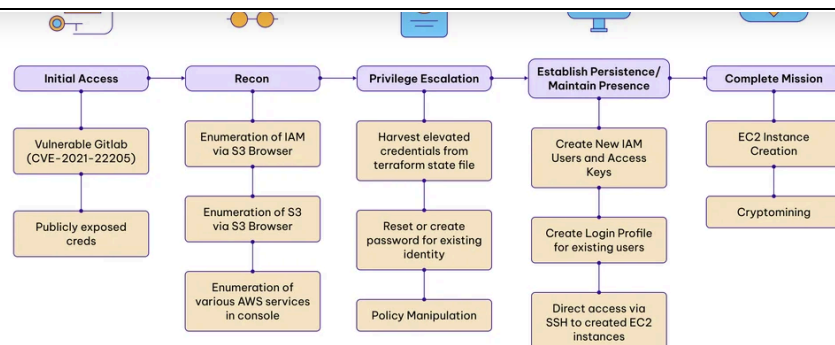 Initial Access
Recon
Privilege Escalation
Establish Persistence/
Maintain Presence
Complete Mission
Vulnerable Gitlab
(CVE-2021-22205)
Publicly exposed
creds
Enumeration of IAM
via S3 Browser
Enumeration of S3
via S3 Browser
Enumeration of
various AWS services
in console
Harvest elevated
credentials from
terraform state file
Reset or create
password for existing
identity
Policy Manipulation
Create New IAM
Users and Access
Keys
Create Login Profile
for existing users
Direct access via
SSH to created EC2
instances
EC2 Instance
Creation
Cryptomining